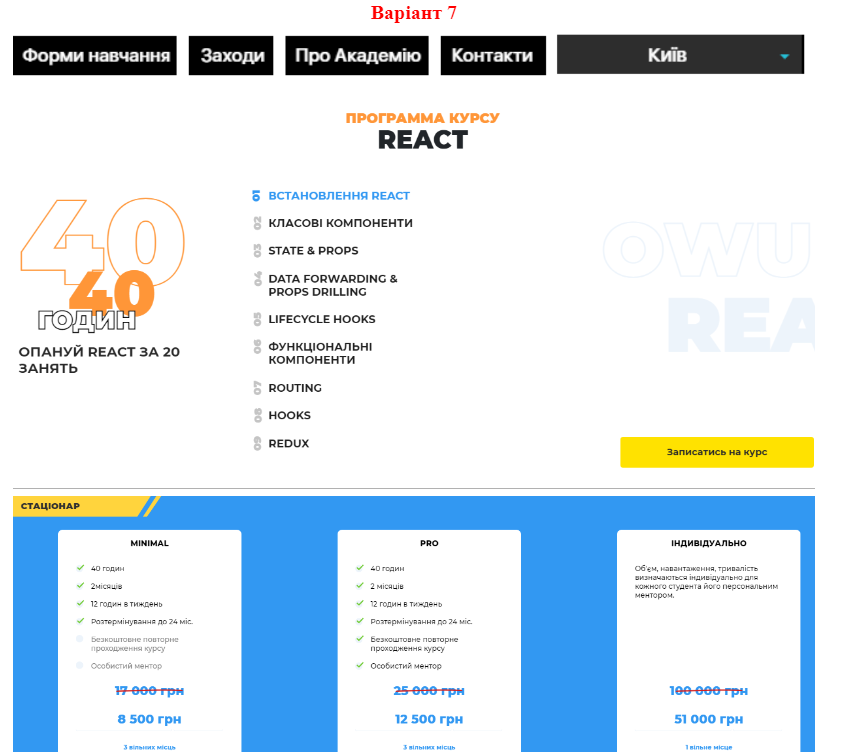 Варіант 7
Форми навчання Заходи Про Академію Контакти Київ
ПРОГРАММА КУРСУ
REACT
40
40
ГОДИН
ОПАНУЙ REACT ЗА 20
ЗАНЯТЬ
01 ВСТАНОВЛЕННЯ REACT
02 КЛАСОВІ КОМПОНЕНТИ
03 STATE & PROPS
04 DATA FORWARDING &
PROPS DRILLING
05 LIFECYCLE HOOKS
06 ФУНКЦІОНАЛЬНІ
КОМПОНЕНТИ
07 ROUTING
08 HOOKS
09 REDUX
OWU
REA
Записатись на курс
СТАЦІОНАР
MINIMAL
40 годин
2місяців
12 годин в тиждень
Розтермінування до 24 міс.
Безкоштовне повторне
проходження курсу
Особистий ментор
17 000 грн
8 500 грн
3 вільних місць
PRO
40 годин
2 місяців
12 годин в тиждень
Розтермінування до 24 міс.
Безкоштовне повторне
проходження курсу
Особистий ментор
25 000 грн
12 500 грн
3 вільних місць
ІНДИВІДУАЛЬНО
Об'єм, навантаження, тривалість
визначаються індивідуально для
кожного студента його персональним
ментором.
100 000 грн
51 000 грн
1 вільне місце